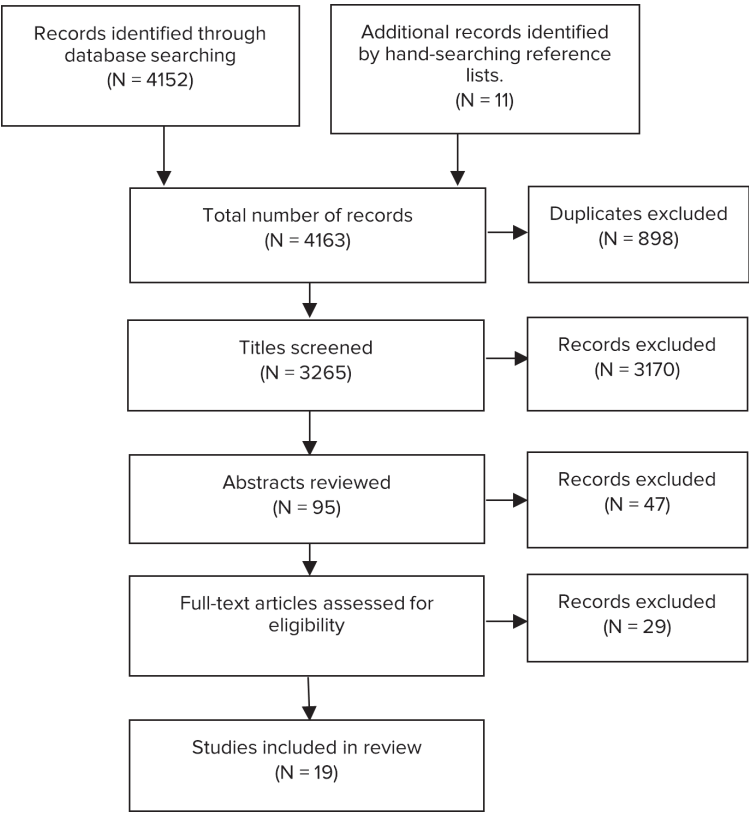 Records identified through
database searching
(N = 4152)
Additional records identified
by hand-searching reference
lists.
(N = 11)
Total number of records
(N = 4163)
Duplicates excluded
(N = 898)
Titles screened
(N = 3265)
Records excluded
(N = 3170)
Abstracts reviewed
(N = 95)
Records excluded
(N = 47)
Full-text articles assessed for
eligibility
Records excluded
(N = 29)
Studies included in review
(N = 19)